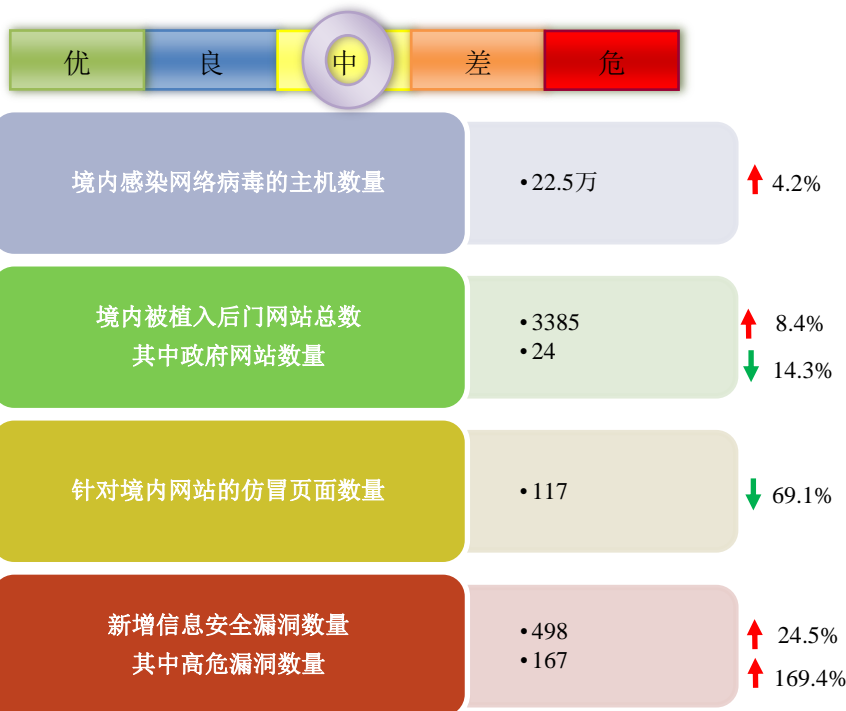 优 良 中 差 危
境内感染网络病毒的主机数量
•22.5万
4.2%
境内被植入后门网站总数
其中政府网站数量
•3385
•24
8.4%
14.3%
针对境内网站的仿冒页面数量
•117
69.1%
新增信息安全漏洞数量
其中高危漏洞数量
•498
•167
24.5%
169.4%